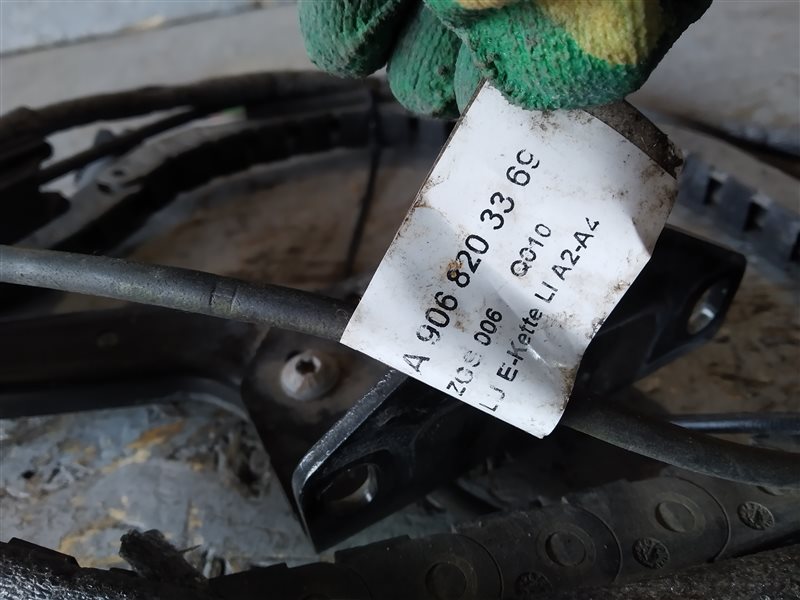 A 906 820 33 69
ZGS 006 Q010
LJ E-Kette LI A2-A4